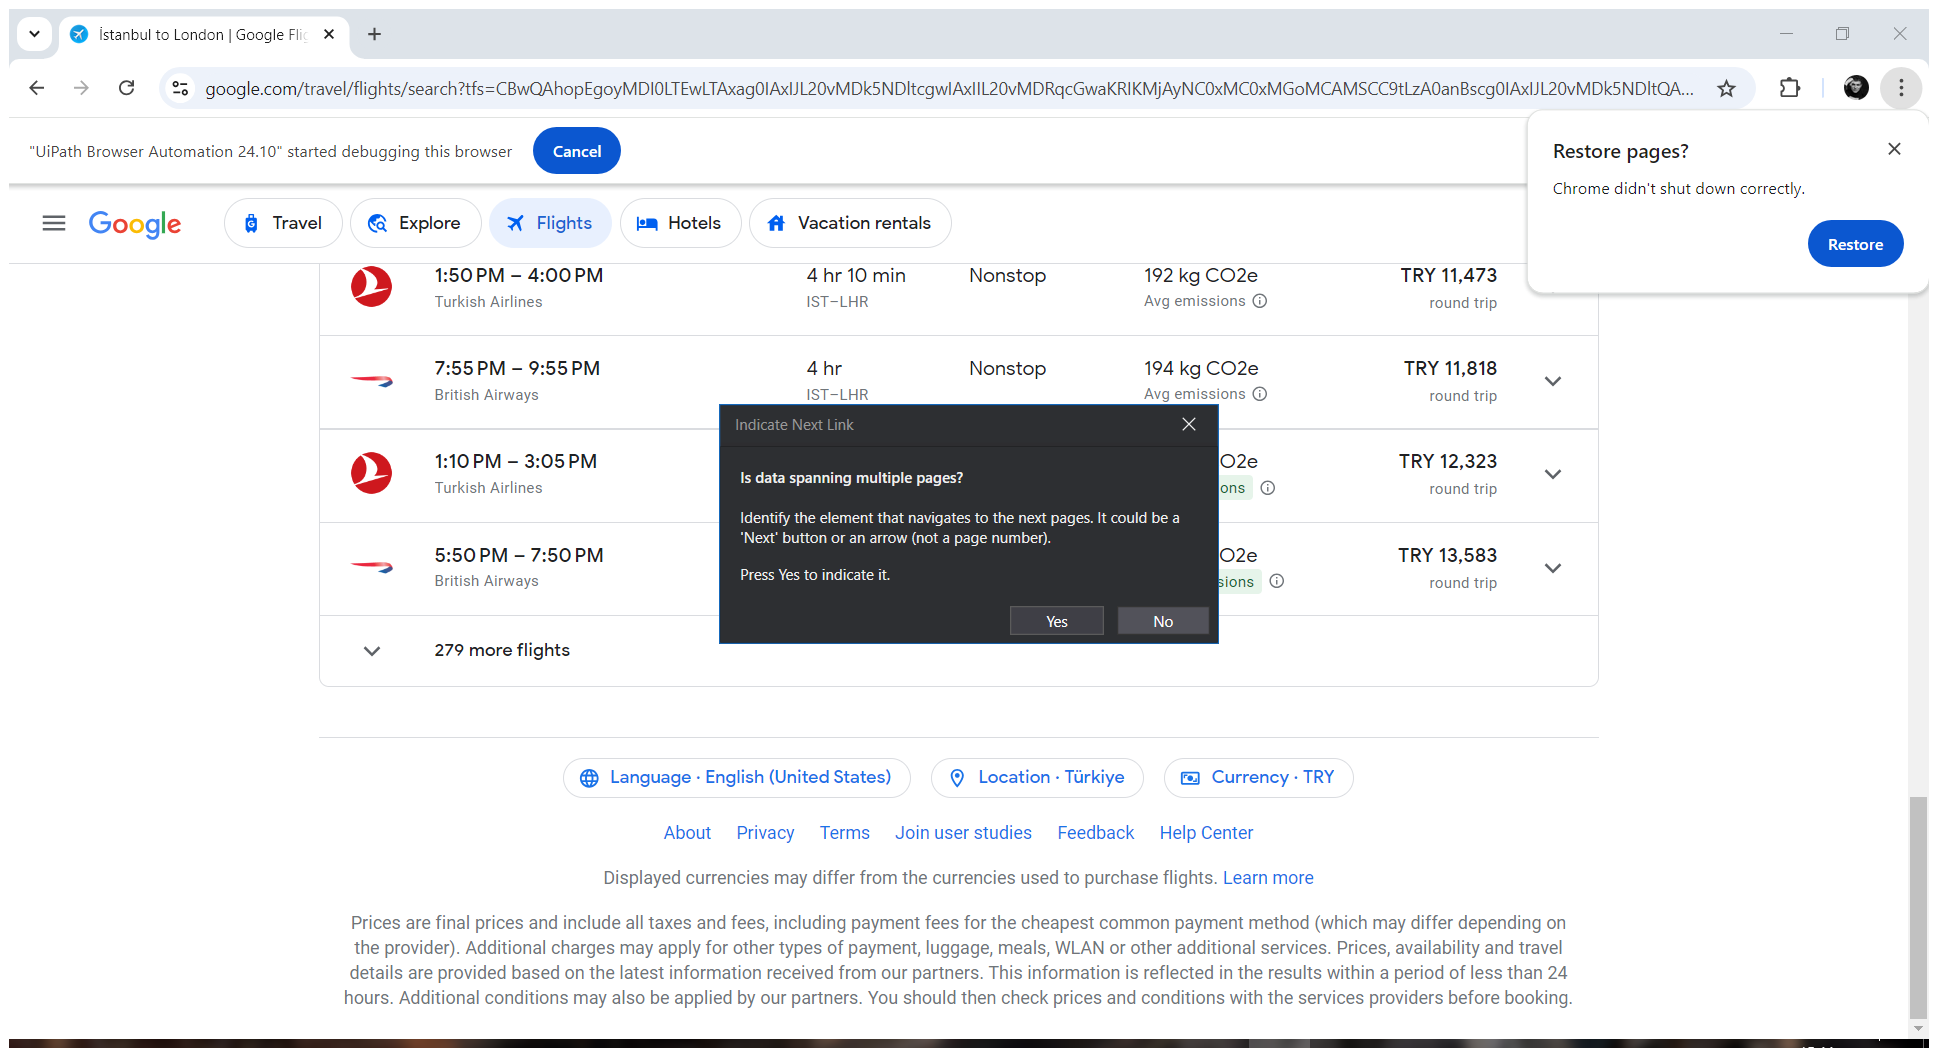 İstanbul to London | Google Flig
google.com/travel/flights/search?tfs=CBwQAhopEgoyMDI0LTEwLTAxag0IAxIJL20vMDk5NDltcgwIAxIIL20vMDRqcGwaKRIKMjAyNC0xMC0xMGoMCAMSCC9tLzA0anBscg0IAxIJL20vMDk5NDltQA...
"UiPath Browser Automation 24.10" started debugging this browser Cancel
Restore pages?
Chrome didn't shut down correctly.
Restore
Google Travel Explore Flights Hotels Vacation rentals
1:50 PM – 4:00 PM 4 hr 10 min Nonstop 192 kg CO2e TRY 11,473
Turkish Airlines IST–LHR Avg emissions round trip
7:55 PM – 9:55 PM 4 hr Nonstop 194 kg CO2e TRY 11,818
British Airways IST–LHR Avg emissions round trip
Indicate Next Link
Is data spanning multiple pages?
Identify the element that navigates to the next pages. It could be a
'Next' button or an arrow (not a page number).
Press Yes to indicate it.
Yes No
1:10 PM – 3:05 PM O2e TRY 12,323
Turkish Airlines ons round trip
5:50 PM – 7:50 PM O2e TRY 13,583
British Airways sions round trip
279 more flights
Language · English (United States) Location · Türkiye Currency · TRY
About Privacy Terms Join user studies Feedback Help Center
Displayed currencies may differ from the currencies used to purchase flights. Learn more
Prices are final prices and include all taxes and fees, including payment fees for the cheapest common payment method (which may differ depending on
the provider). Additional charges may apply for other types of payment, luggage, meals, WLAN or other additional services. Prices, availability and travel
details are provided based on the latest information received from our partners. This information is reflected in the results within a period of less than 24
hours. Additional conditions may also be applied by our partners. You should then check prices and conditions with the services providers before booking.